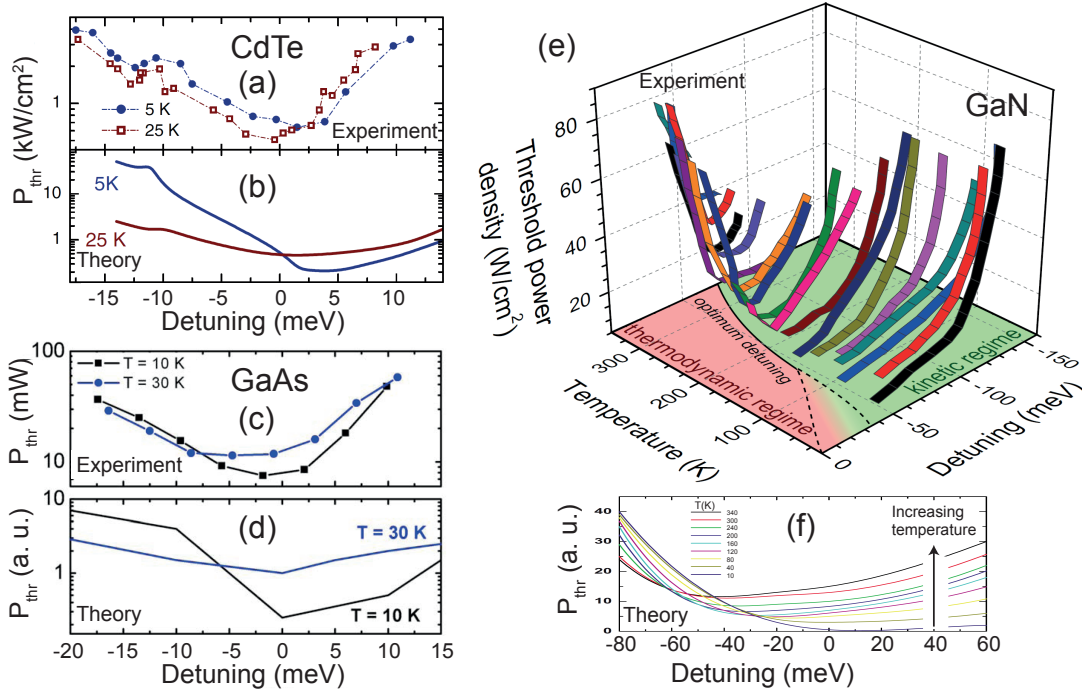 CdTe
(a)
5 K
25 K
Experiment
1
P_thr (kW/cm²)
(b)
5K
25 K
Theory
10
1
-15 -10 -5 0 5 10
Detuning (meV)
100
T = 10 K
T = 30 K
GaAs
(c)
Experiment
10
P_thr (mW)
10
(d)
T = 30 K
1
Theory
T = 10 K
P_thr (a. u.)
-20 -15 -10 -5 0 5 10 15
Detuning (meV)
(e)
Experiment
GaN
80
60
40
20
Threshold power
density (W/cm²)
optimum detuning
thermodynamic regime
kinetic regime
300
200
100
0
Temperature (K)
-150
-100
-50
0
Detuning (meV)
(f)
T(K)
340
300
240
200
160
120
80
40
10
Increasing
temperature
Theory
40
30
20
10
0
P_thr (a. u.)
-80 -60 -40 -20 0 20 40 60
Detuning (meV)